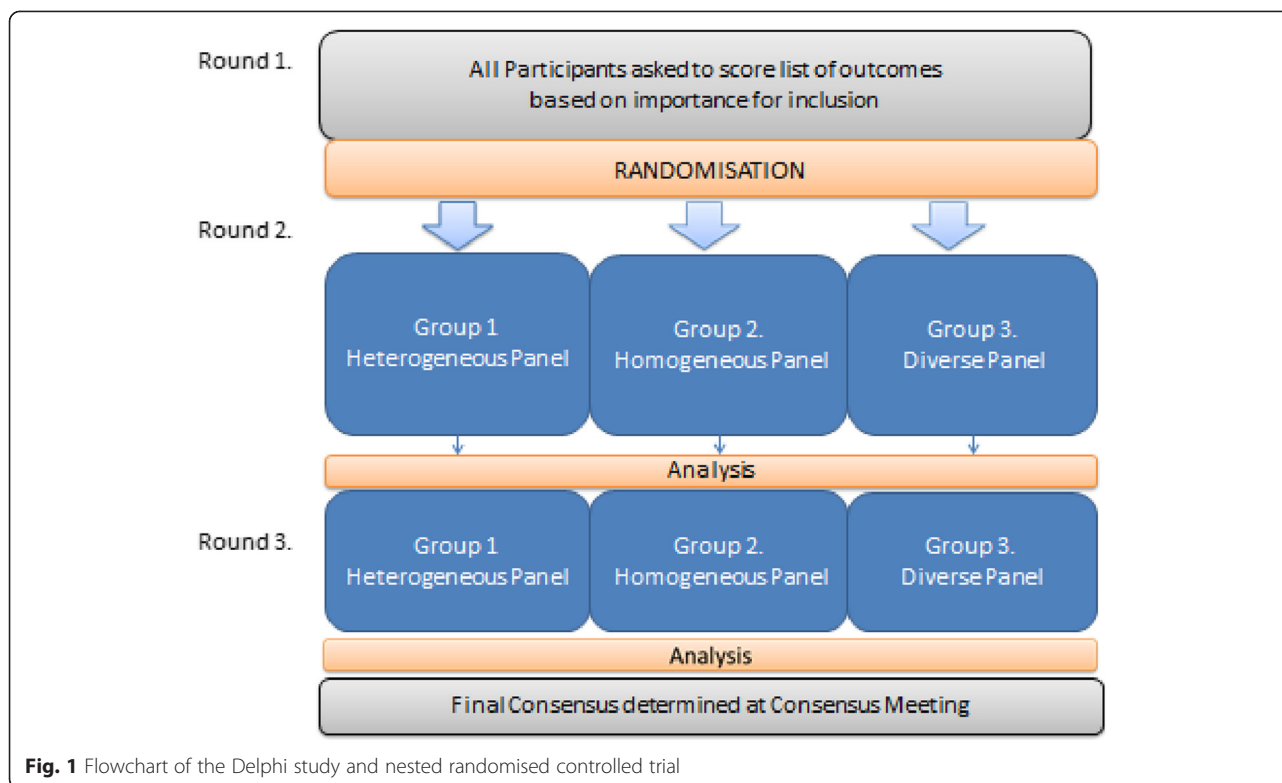 Round 1.
All Participants asked to score list of outcomes
based on importance for inclusion
RANDOMISATION
Round 2.
Group 1
Heterogeneous Panel
Group 2.
Homogeneous Panel
Group 3.
Diverse Panel
Analysis
Round 3.
Group 1
Heterogeneous Panel
Group 2.
Homogeneous Panel
Group 3.
Diverse Panel
Analysis
Final Consensus determined at Consensus Meeting
Fig. 1 Flowchart of the Delphi study and nested randomised controlled trial